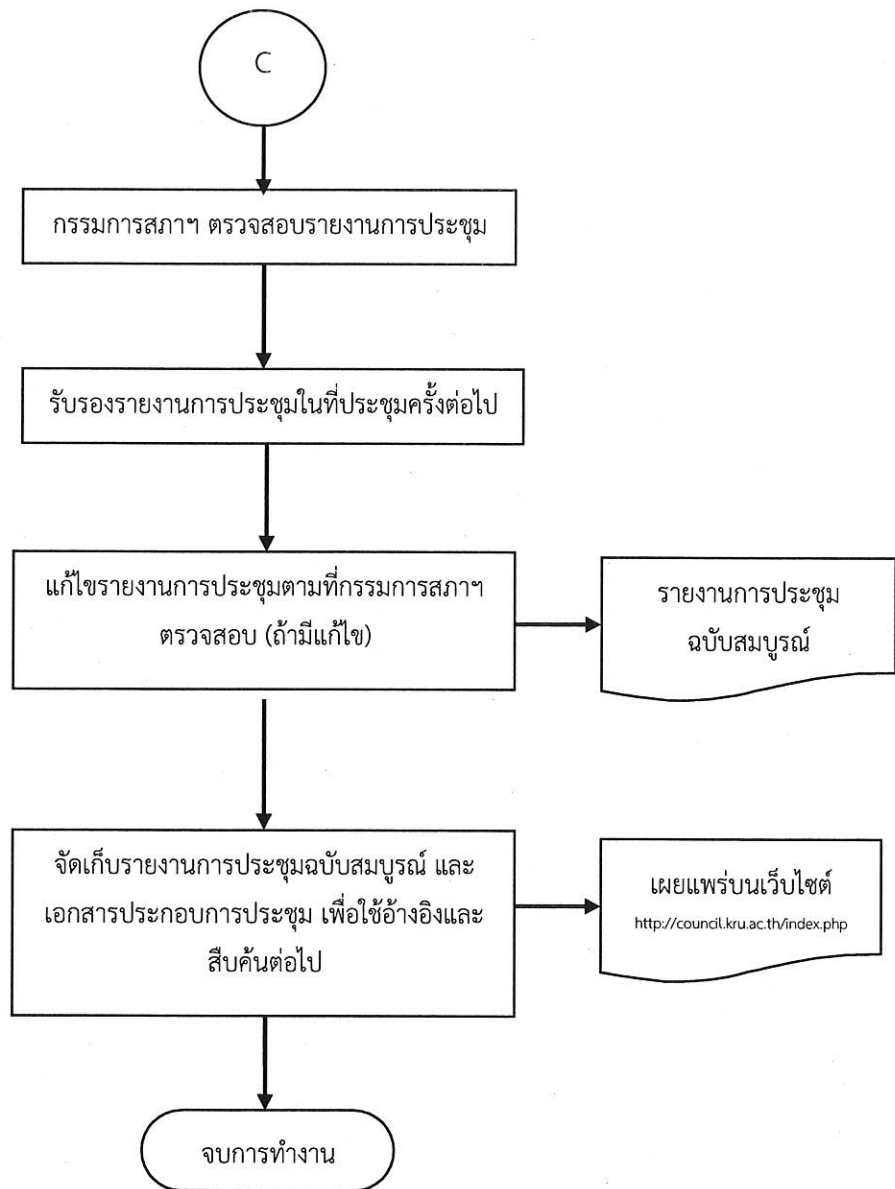 C
กรรมการสภาฯ ตรวจสอบรายงานการประชุม
รับรองรายงานการประชุมในที่ประชุมครั้งต่อไป
แก้ไขรายงานการประชุมตามที่กรรมการสภาฯ
ตรวจสอบ (ถ้ามีแก้ไข)
รายงานการประชุม
ฉบับสมบูรณ์
จัดเก็บรายงานการประชุมฉบับสมบูรณ์ และ
เอกสารประกอบการประชุม เพื่อใช้อ้างอิงและ
สืบค้นต่อไป
เผยแพร่บนเว็บไซต์
http://council.kru.ac.th/index.php
จบการทำงาน